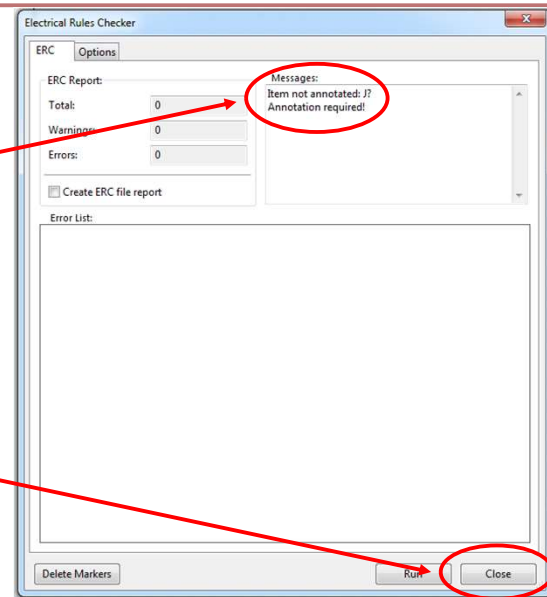 Electrical Rules Checker
ERC
Options
ERC Report:
Total: 0
Warnings: 0
Errors: 0
Create ERC file report
Messages:
Item not annotated: J?
Annotation required!
Error List:
Delete Markers
Run
Close